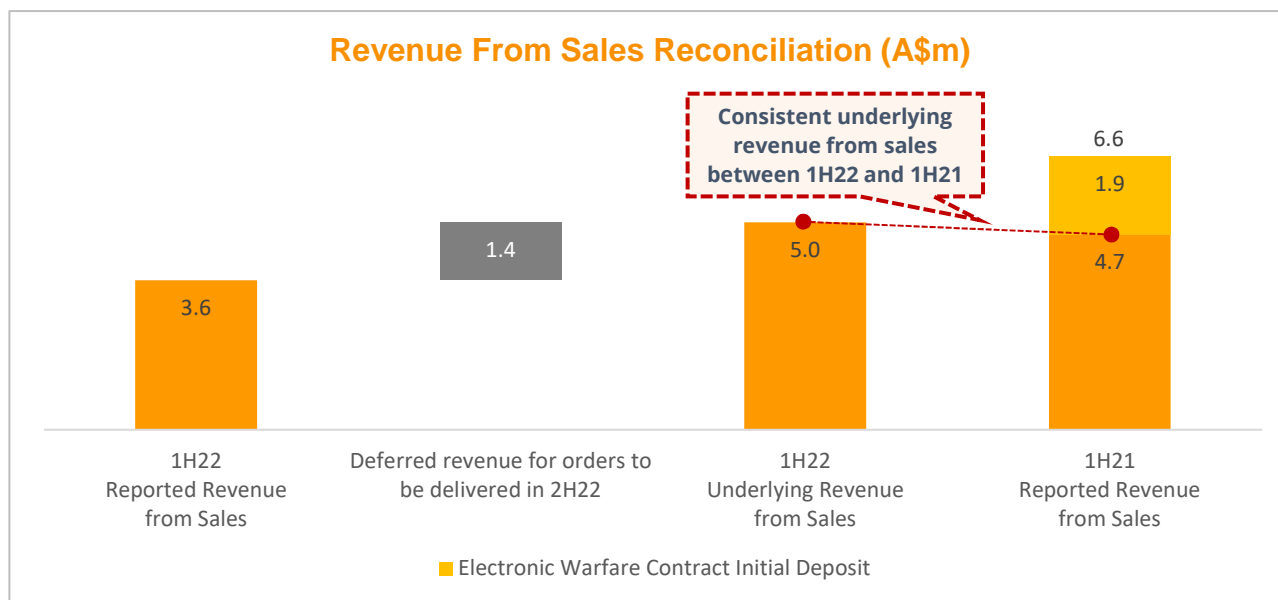 Revenue From Sales Reconciliation (A$m)
Consistent underlying
revenue from sales
between 1H22 and 1H21
6.6
1.9
1.4
5.0
4.7
3.6
1H22
Reported Revenue
from Sales
Deferred revenue for orders to
be delivered in 2H22
1H22
Underlying Revenue
from Sales
1H21
Reported Revenue
from Sales
Electronic Warfare Contract Initial Deposit